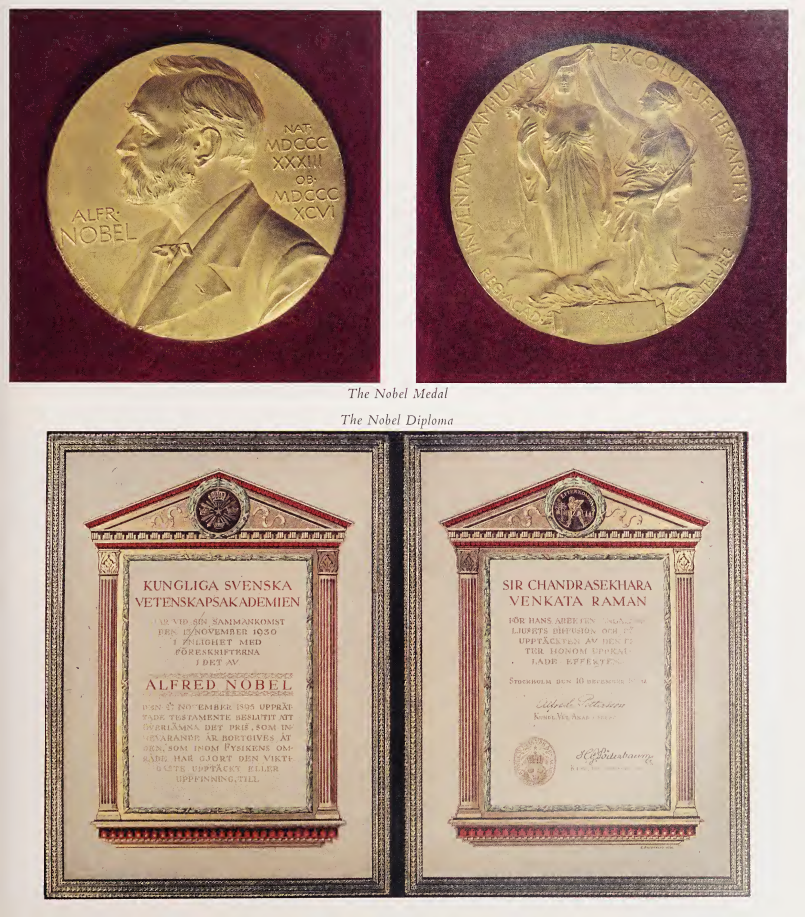 ALFR·
NOBEL
NAT·
MDCCC
XXXIII
OB·
MDCCC
XCVI
INVENTAS·VITAM·IUVAT
EXCOLUISSE·PER·ARTES
REG·ACAD·
The Nobel Medal
The Nobel Diploma
KUNGLIGA SVENSKA
VETENSKAPSAKADEMIEN
HAR VID SIN SAMMANKOMST
DEN NOVEMBER 1930
I ENLIGHET MED
FÖRESKRIFTERNA
I DET AV
ALFRED NOBEL
DEN NOVEMBER 1895 UPPRÄT
TADE TESTAMENTE BESLUTIT ATT
ÖVERLÄMNA DET PRIS, SOM IN
NEVARANDE ÅR BORTGIVES ÅT
DEN, SOM INOM FYSIKENS OM-
RÅDE HAR GJORT DEN VIKTI-
GASTE UPPTÄCKT ELLER
UPPFINNING, TILL
SIR CHANDRASEKHARA
VENKATA RAMAN
FÖR HANS ARBETEN
LJUSETS DIFFUSION OCH
UPPTÄCKTEN AV DEN
TER HONOM UPPKAL-
LADE EFFEKTEN
STOCKHOLM DEN 10 DECEMBER